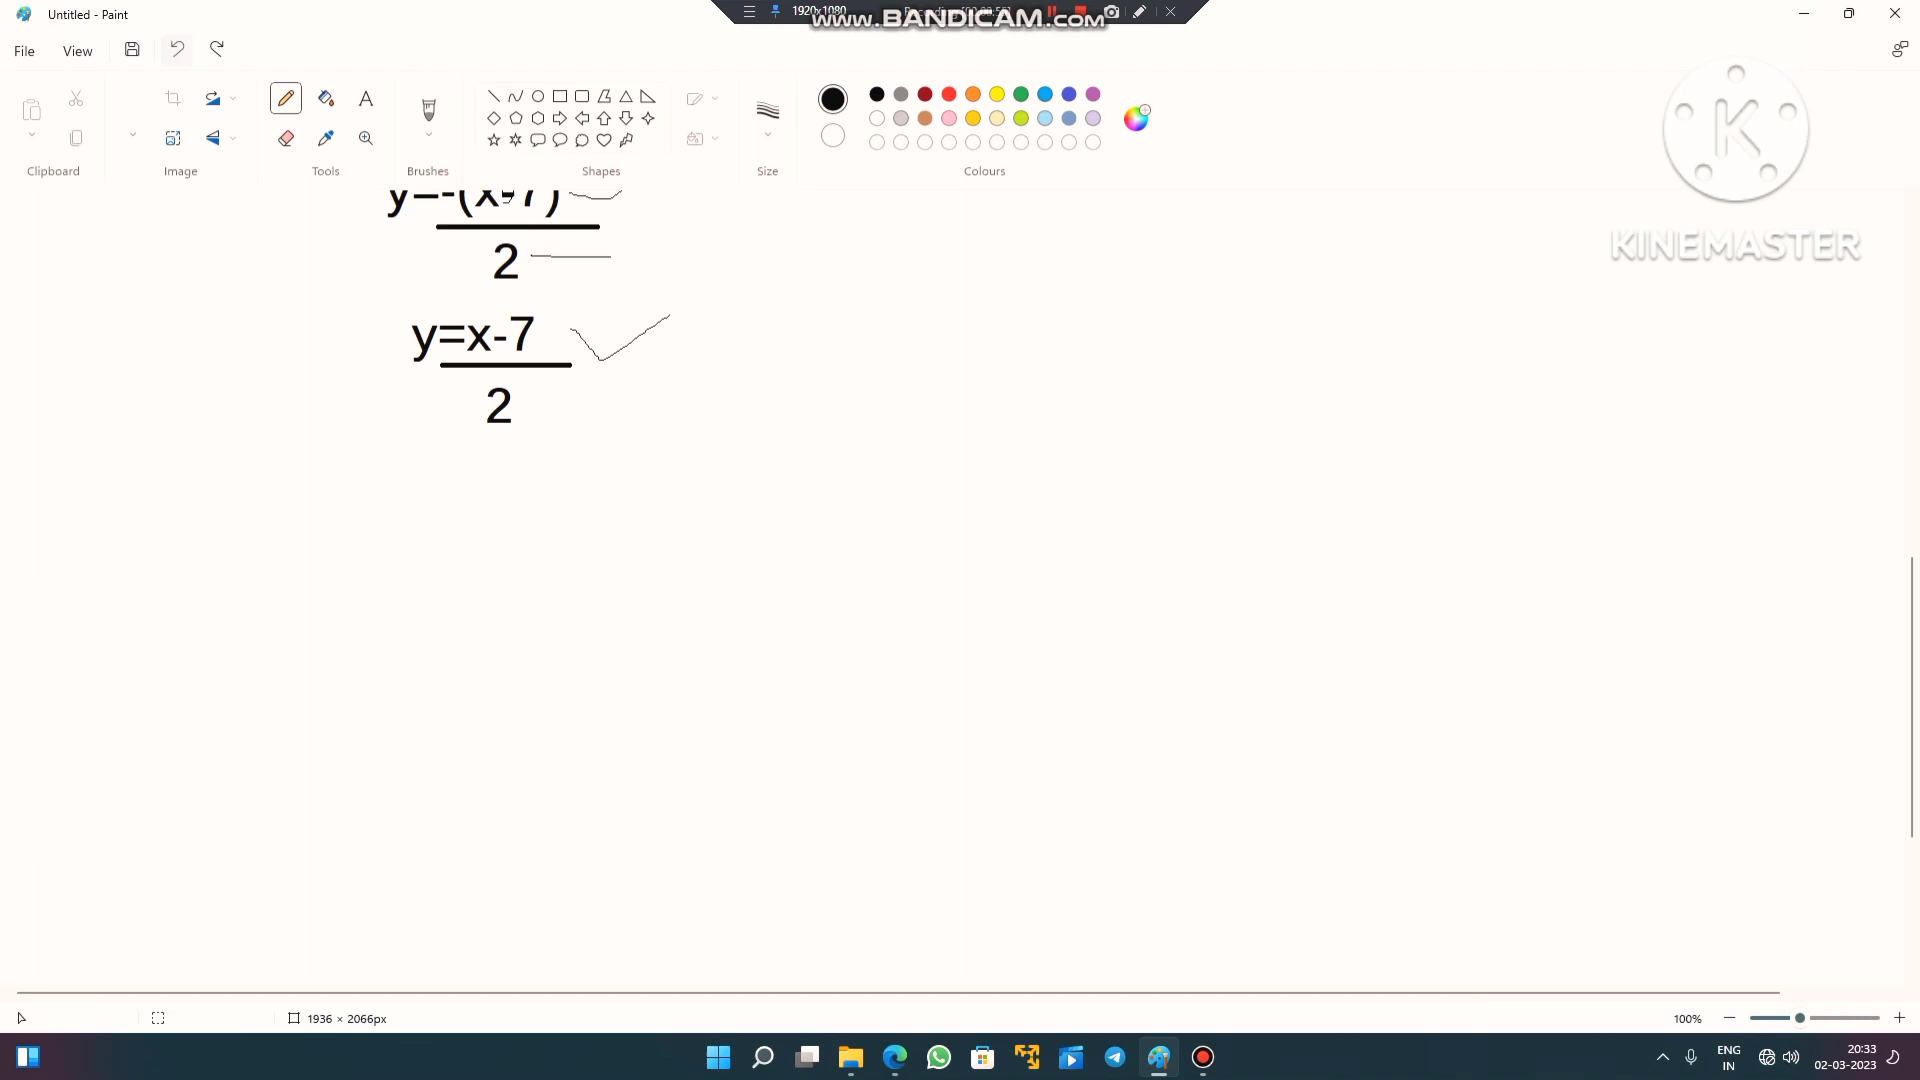 Untitled - Paint
1920x1080
www.BANDICAM.com
File
View
Clipboard
Image
Tools
Brushes
Shapes
Size
Colours
KINEMASTER
y=-(x-7)
2
y=x-7
2
1936 × 2066px
100%
ENG
IN
20:33
02-03-2023